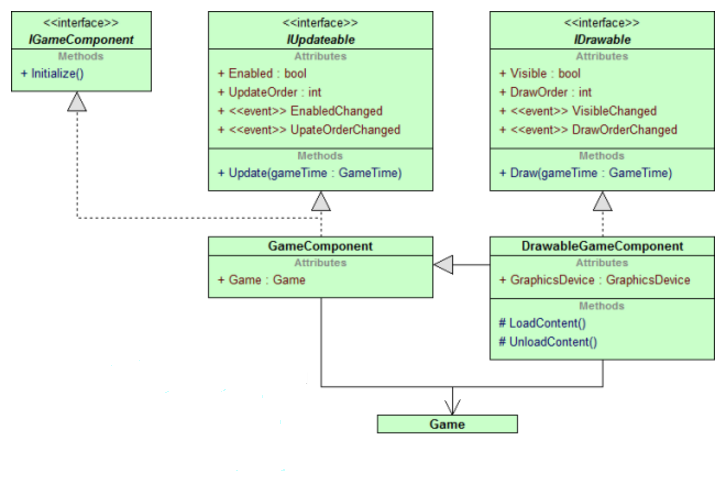 <<interface>>
IGameComponent
Methods
+ Initialize()
<<interface>>
IUpdateable
Attributes
+ Enabled : bool
+ UpdateOrder : int
+ <<event>> EnabledChanged
+ <<event>> UpateOrderChanged
Methods
+ Update(gameTime : GameTime)
<<interface>>
IDrawable
Attributes
+ Visible : bool
+ DrawOrder : int
+ <<event>> VisibleChanged
+ <<event>> DrawOrderChanged
Methods
+ Draw(gameTime : GameTime)
GameComponent
Attributes
+ Game : Game
DrawableGameComponent
Attributes
+ GraphicsDevice : GraphicsDevice
Methods
# LoadContent()
# UnloadContent()
Game